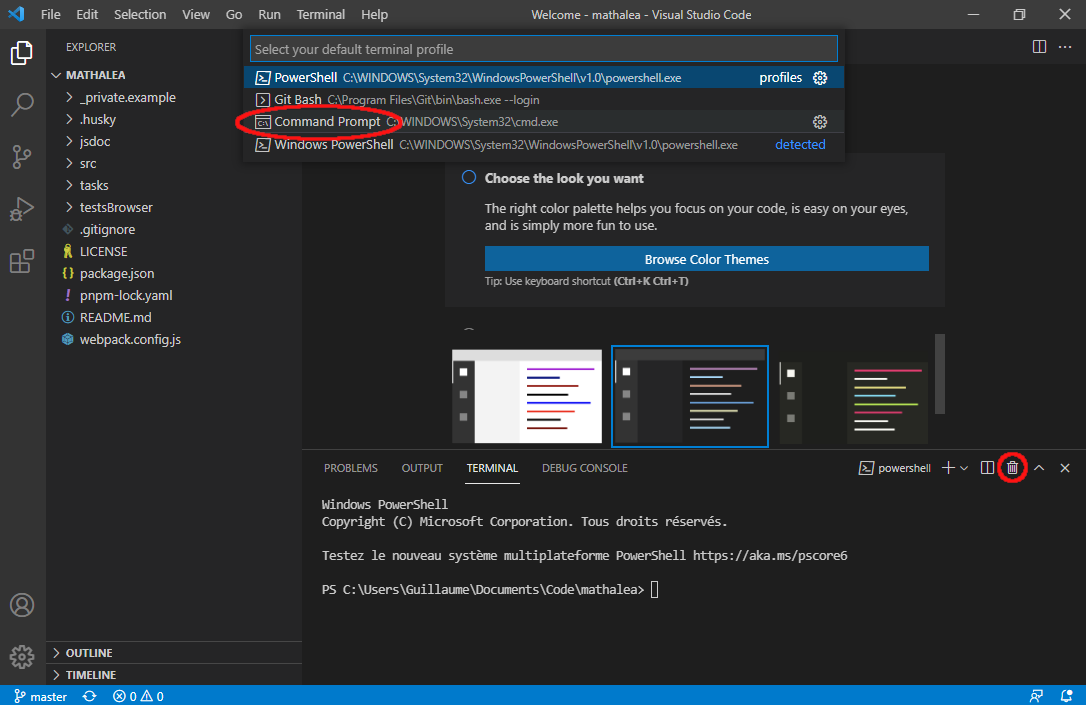 File Edit Selection View Go Run Terminal Help Welcome - mathalea - Visual Studio Code
EXPLORER
MATHALEA
_private.example
.husky
jsdoc
src
tasks
testsBrowser
.gitignore
LICENSE
package.json
pnpm-lock.yaml
README.md
webpack.config.js
OUTLINE
TIMELINE
Select your default terminal profile
PowerShell C:\WINDOWS\System32\WindowsPowerShell\v1.0\powershell.exe profiles
Git Bash C:\Program Files\Git\bin\bash.exe --login
Command Prompt C:\WINDOWS\System32\cmd.exe
Windows PowerShell C:\WINDOWS\System32\WindowsPowerShell\v1.0\powershell.exe detected
Choose the look you want
The right color palette helps you focus on your code, is easy on your eyes,
and is simply more fun to use.
Browse Color Themes
Tip: Use keyboard shortcut (Ctrl+K Ctrl+T)
PROBLEMS OUTPUT TERMINAL DEBUG CONSOLE powershell
Windows PowerShell
Copyright (C) Microsoft Corporation. Tous droits réservés.
Testez le nouveau système multiplateforme PowerShell https://aka.ms/pscore6
PS C:\Users\Guillaume\Documents\Code\mathalea>
master 0 0